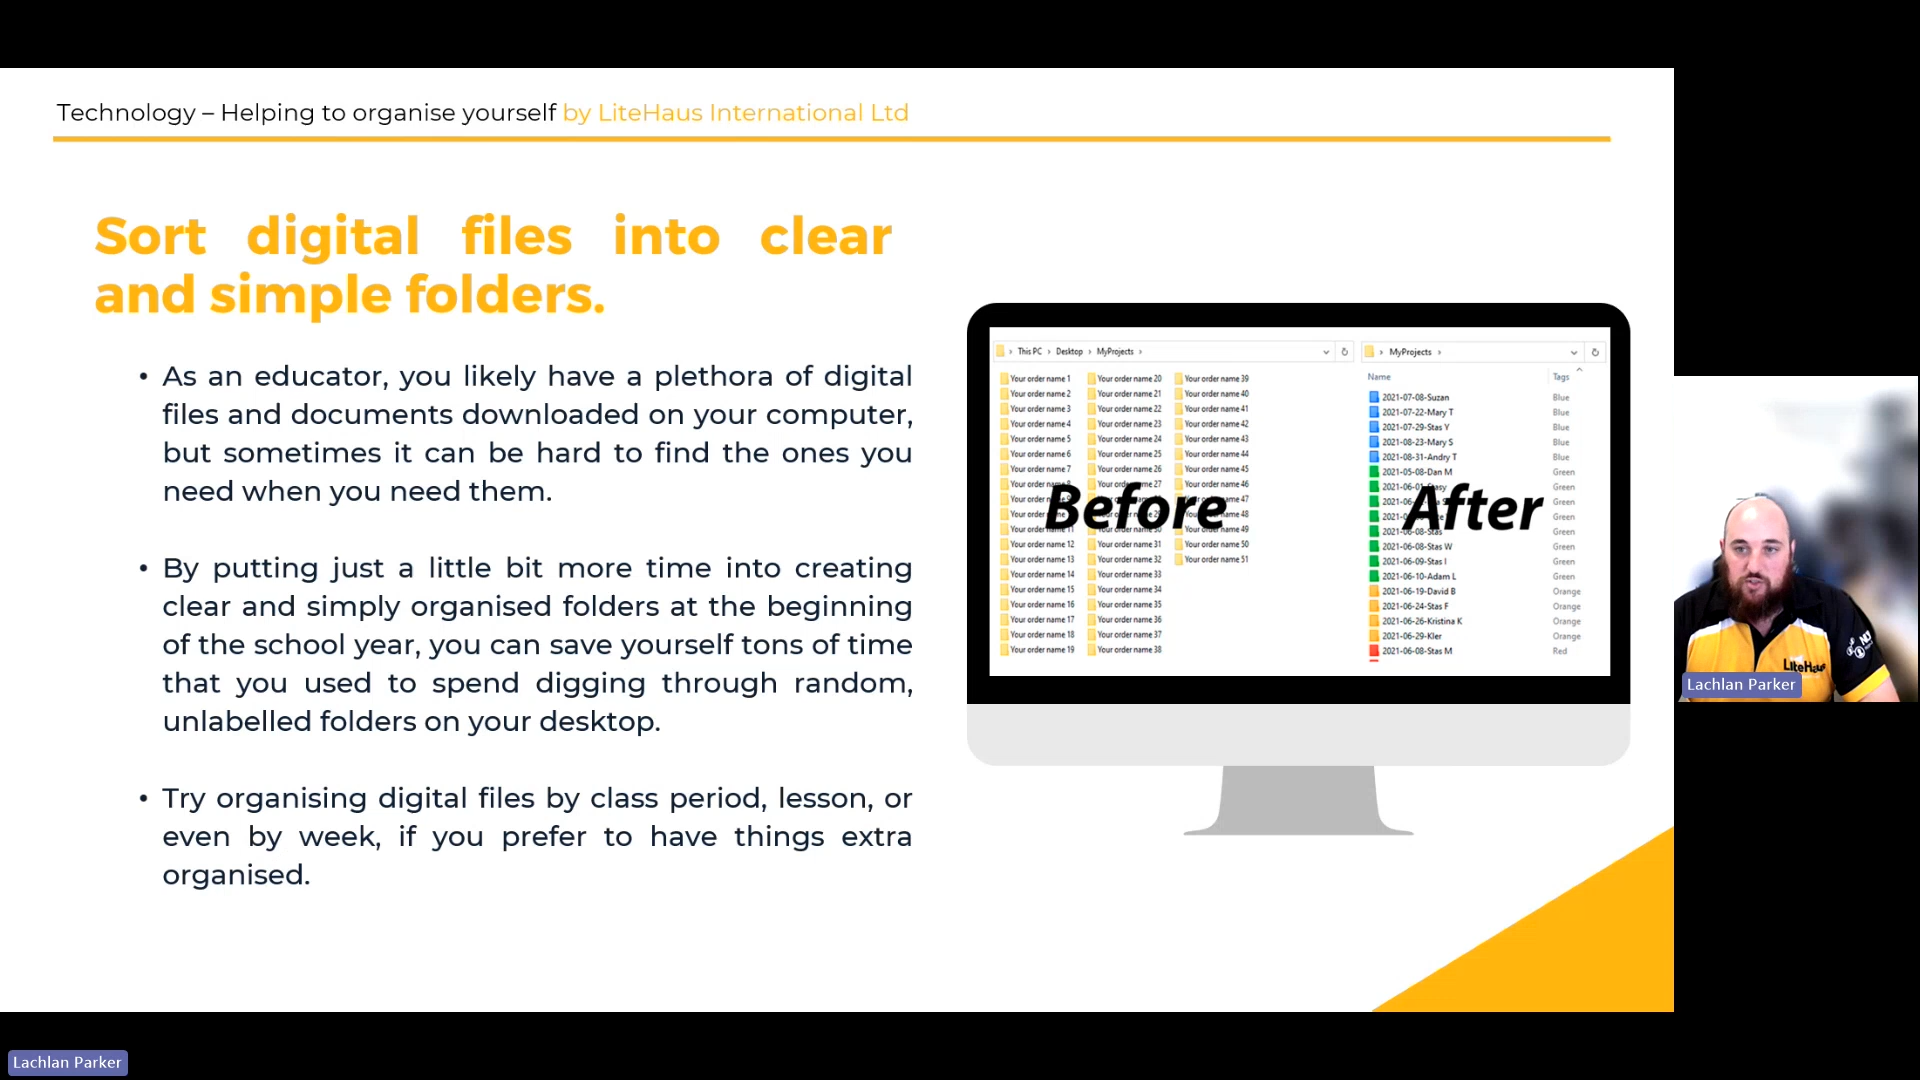 Technology – Helping to organise yourself by LiteHaus International Ltd
Sort digital files into clear
and simple folders.
• As an educator, you likely have a plethora of digital
files and documents downloaded on your computer,
but sometimes it can be hard to find the ones you
need when you need them.
• By putting just a little bit more time into creating
clear and simply organised folders at the beginning
of the school year, you can save yourself tons of time
that you used to spend digging through random,
unlabelled folders on your desktop.
• Try organising digital files by class period, lesson, or
even by week, if you prefer to have things extra
organised.
This PC > Desktop > MyProjects >
Your order name 1
Your order name 2
Your order name 3
Your order name 4
Your order name 5
Your order name 6
Your order name 7
Your order name 12
Your order name 13
Your order name 14
Your order name 15
Your order name 16
Your order name 17
Your order name 18
Your order name 19
Your order name 20
Your order name 21
Your order name 22
Your order name 23
Your order name 24
Your order name 25
Your order name 26
Your order name 27
Your order name 31
Your order name 32
Your order name 33
Your order name 34
Your order name 35
Your order name 36
Your order name 37
Your order name 38
Your order name 39
Your order name 40
Your order name 41
Your order name 42
Your order name 43
Your order name 44
Your order name 45
Your order name 46
Your order name 48
Your order name 49
Your order name 50
Your order name 51
Before
MyProjects >
Name Tags
2021-07-08-Suzan Blue
2021-07-22-Mary T Blue
2021-07-29-Stas Y Blue
2021-08-23-Mary S Blue
2021-08-31-Andry T Blue
2021-05-08-Dan M Green
Green
Green
Green
2021-06-08-Stas Green
2021-06-08-Stas W Green
2021-06-09-Stas I Green
2021-06-10-Adam L Green
2021-06-19-David B Orange
2021-06-24-Stas F Orange
2021-06-26-Kristina K Orange
2021-06-29-Kler Orange
2021-06-08-Stas M Red
After
LiteHaus
Lachlan Parker
Lachlan Parker